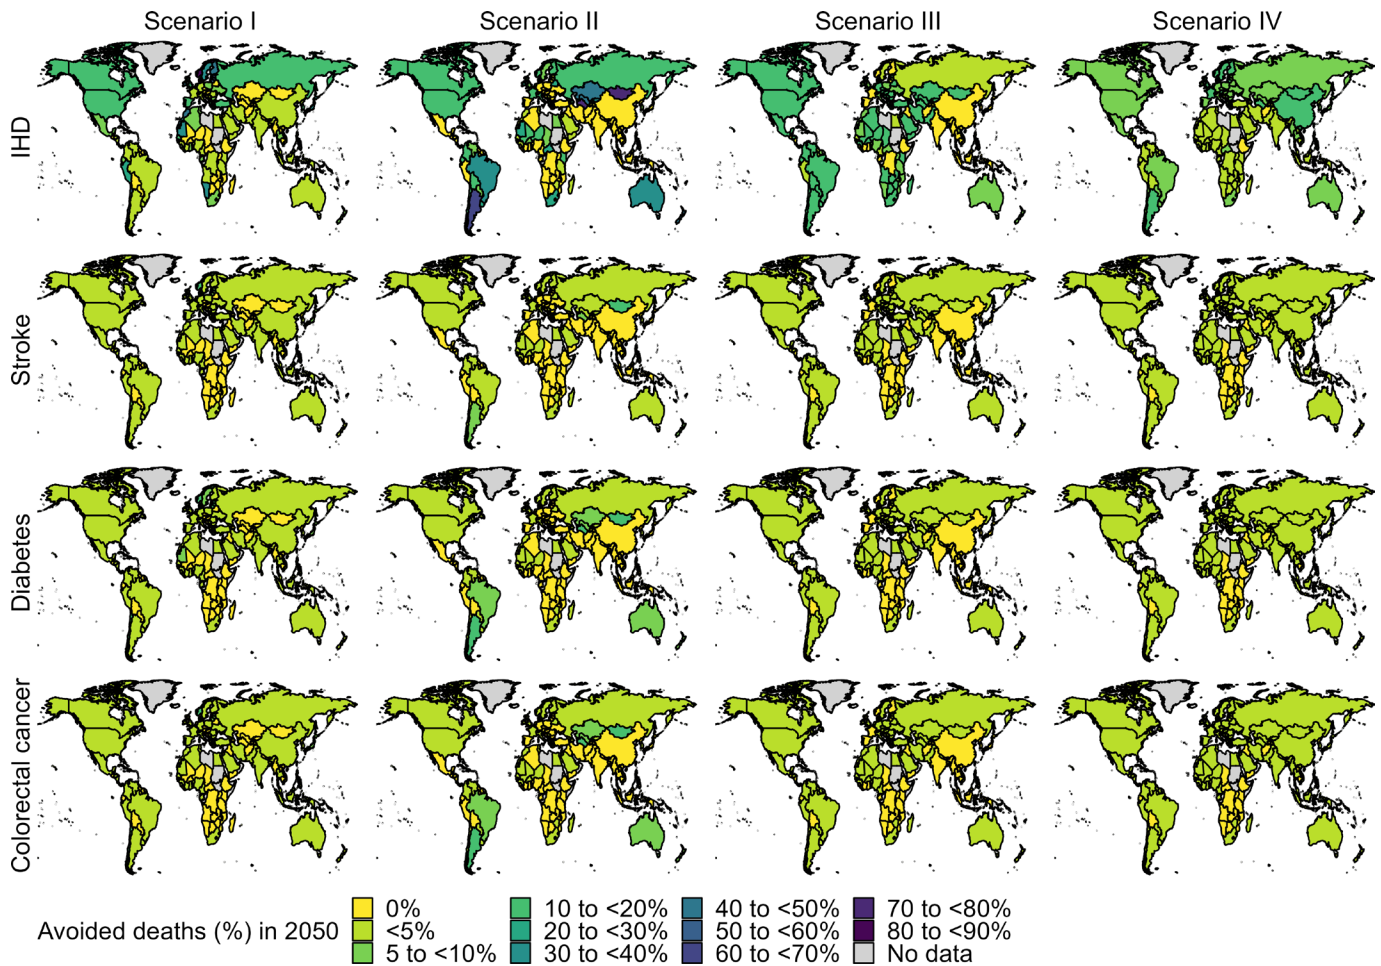 Scenario I
Scenario II
Scenario III
Scenario IV
IHD
Stroke
Diabetes
Colorectal cancer
Avoided deaths (%) in 2050
0%
<5%
5 to <10%
10 to <20%
20 to <30%
30 to <40%
40 to <50%
50 to <60%
60 to <70%
70 to <80%
80 to <90%
No data